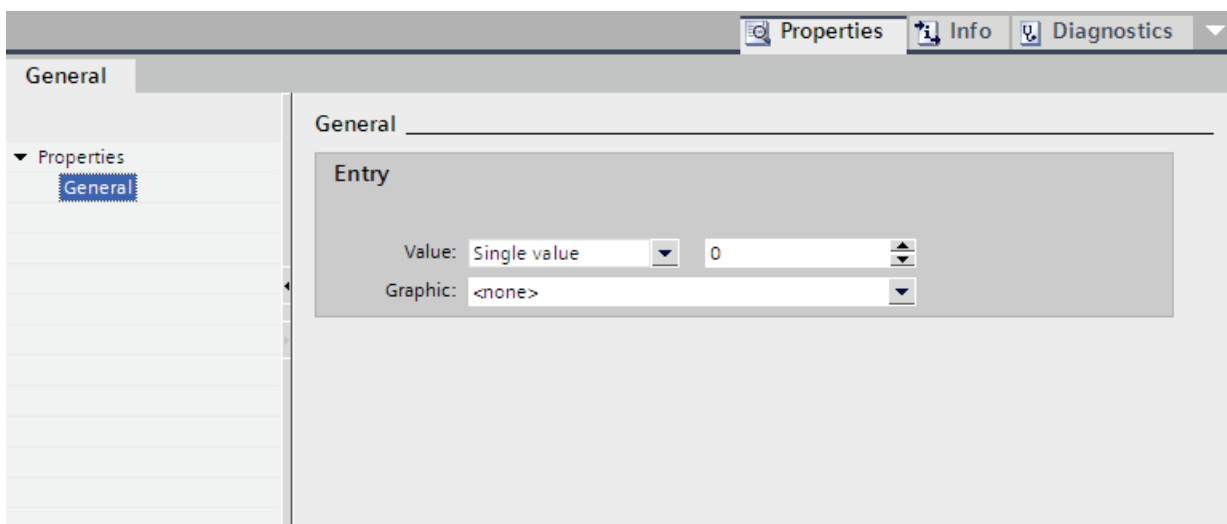 Properties Info Diagnostics
General
General
Properties
General
Entry
Value: Single value 0
Graphic: <none>